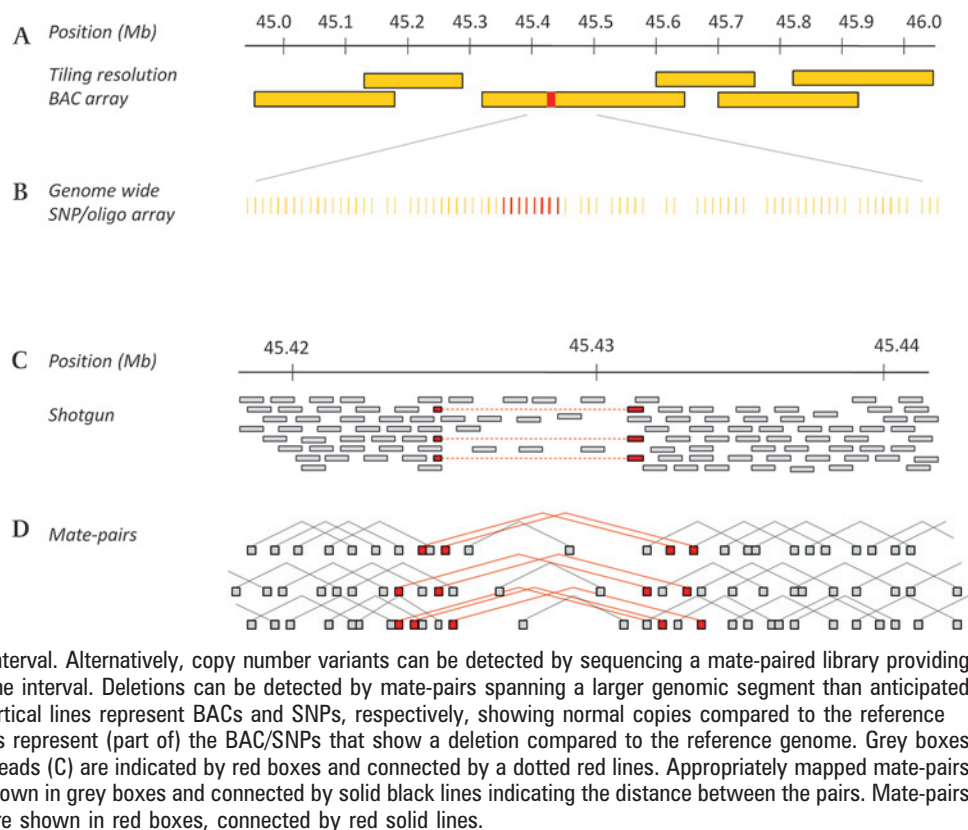 45.0 45.1 45.2 45.3 45.4 45.5 45.6 45.7 45.8 45.9 46.0
A Position (Mb)
Tiling resolution
BAC array
B Genome wide
SNP/oligo array
45.42 45.43 45.44
C Position (Mb)
Shotgun
D Mate-pairs
nterval. Alternatively, copy number variants can be detected by sequencing a mate-paired library providing
ne interval. Deletions can be detected by mate-pairs spanning a larger genomic segment than anticipated
rtical lines represent BACs and SNPs, respectively, showing normal copies compared to the reference
s represent (part of) the BAC/SNPs that show a deletion compared to the reference genome. Grey boxes
eads (C) are indicated by red boxes and connected by a dotted red lines. Appropriately mapped mate-pairs
own in grey boxes and connected by solid black lines indicating the distance between the pairs. Mate-pairs
re shown in red boxes, connected by red solid lines.